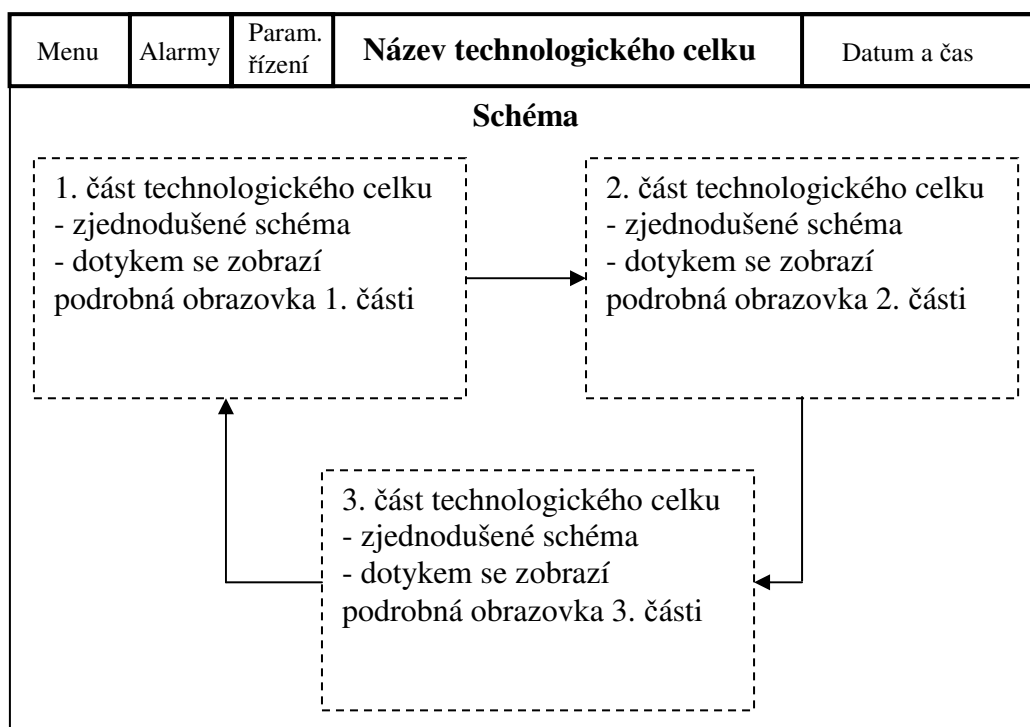 Menu
Alarmy
Param.
řízení
Název technologického celku
Datum a čas
Schéma
1. část technologického celku
- zjednodušené schéma
- dotykem se zobrazí
podrobná obrazovka 1. části
2. část technologického celku
- zjednodušené schéma
- dotykem se zobrazí
podrobná obrazovka 2. části
3. část technologického celku
- zjednodušené schéma
- dotykem se zobrazí
podrobná obrazovka 3. části